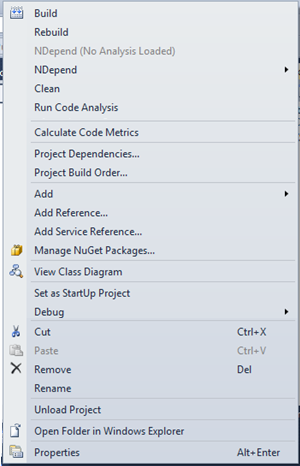 Build
Rebuild
NDepend (No Analysis Loaded)
NDepend
Clean
Run Code Analysis
Calculate Code Metrics
Project Dependencies...
Project Build Order...
Add
Add Reference...
Add Service Reference...
Manage NuGet Packages...
View Class Diagram
Set as StartUp Project
Debug
Cut Ctrl+X
Paste Ctrl+V
Remove Del
Rename
Unload Project
Open Folder in Windows Explorer
Properties Alt+Enter